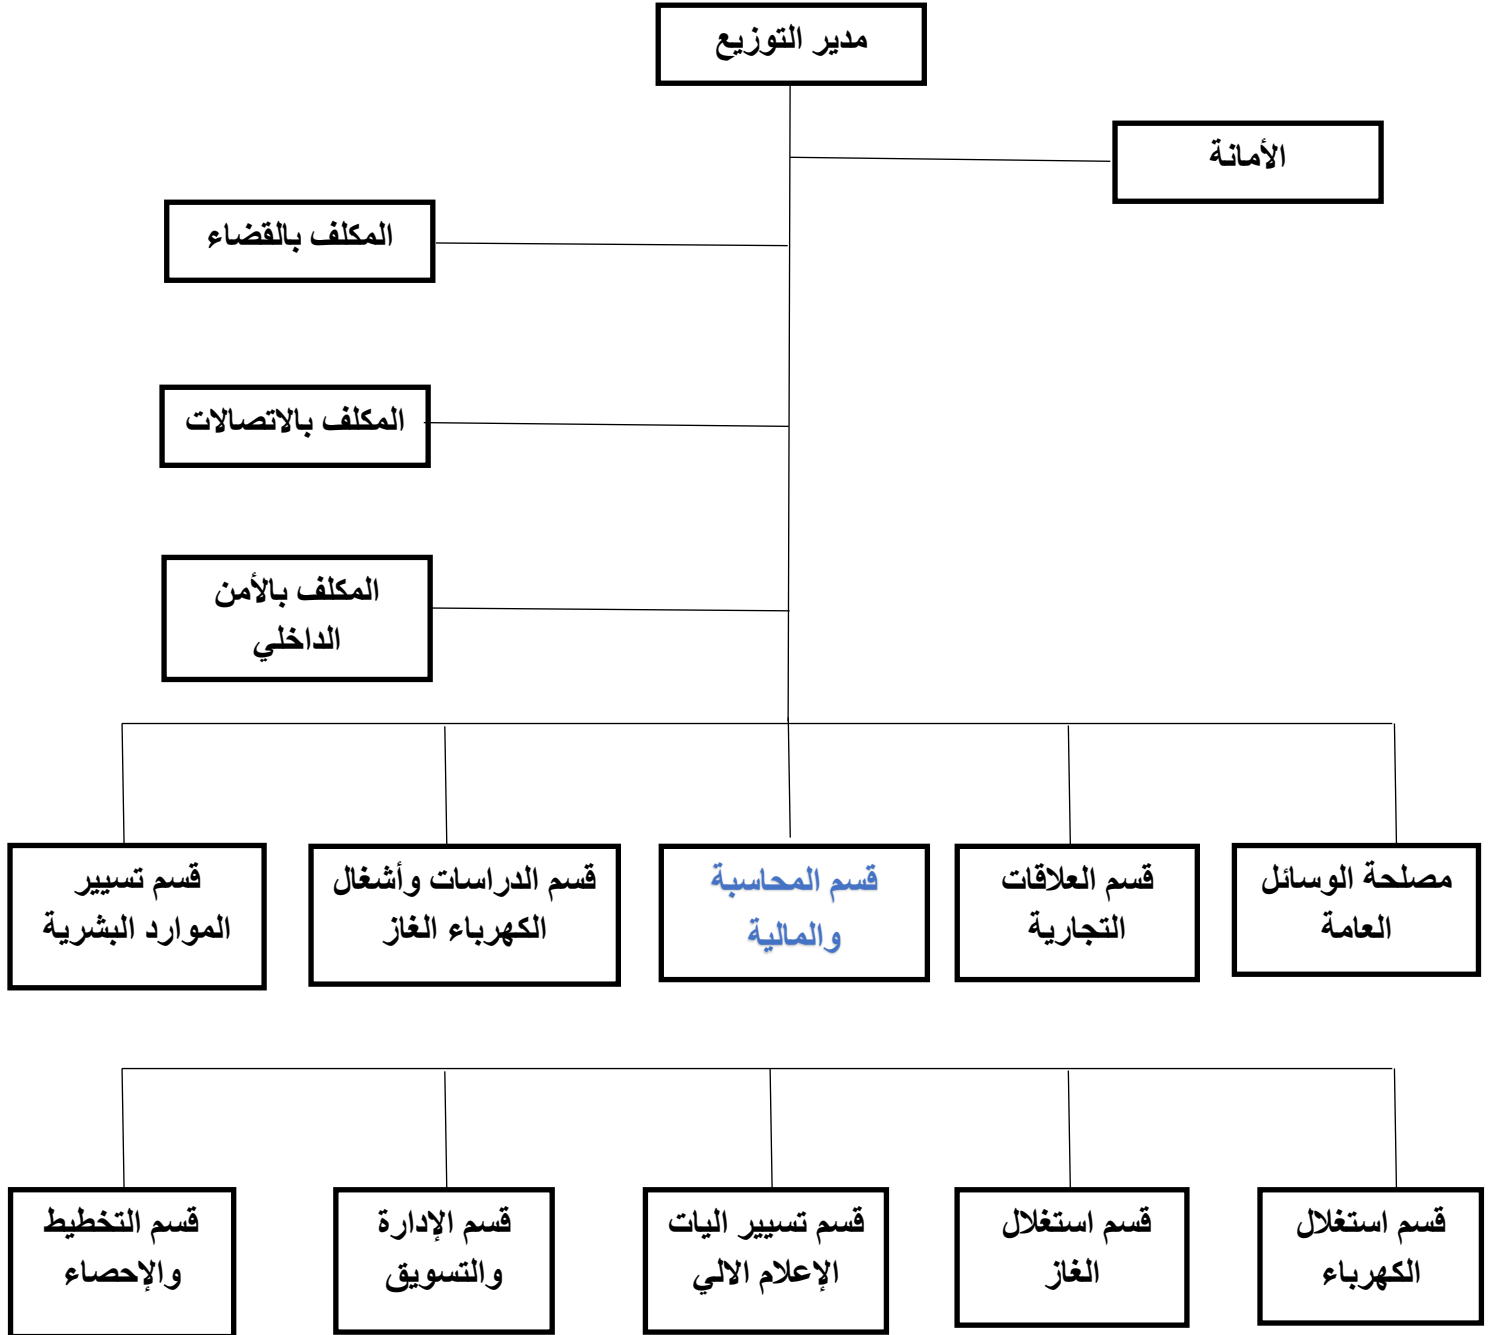 مدير التوزيع
الأمانة
المكلف بالقضاء
المكلف بالاتصالات
المكلف بالأمن
الداخلي
مصلحة الوسائل
العامة
قسم العلاقات
التجارية
قسم المحاسبة
والمالية
قسم الدراسات وأشغال
الكهرباء الغاز
قسم تسيير
الموارد البشرية
قسم استغلال
الكهرباء
قسم استغلال
الغاز
قسم تسيير اليات
الإعلام الالي
قسم الإدارة
والتسويق
قسم التخطيط
والإحصاء